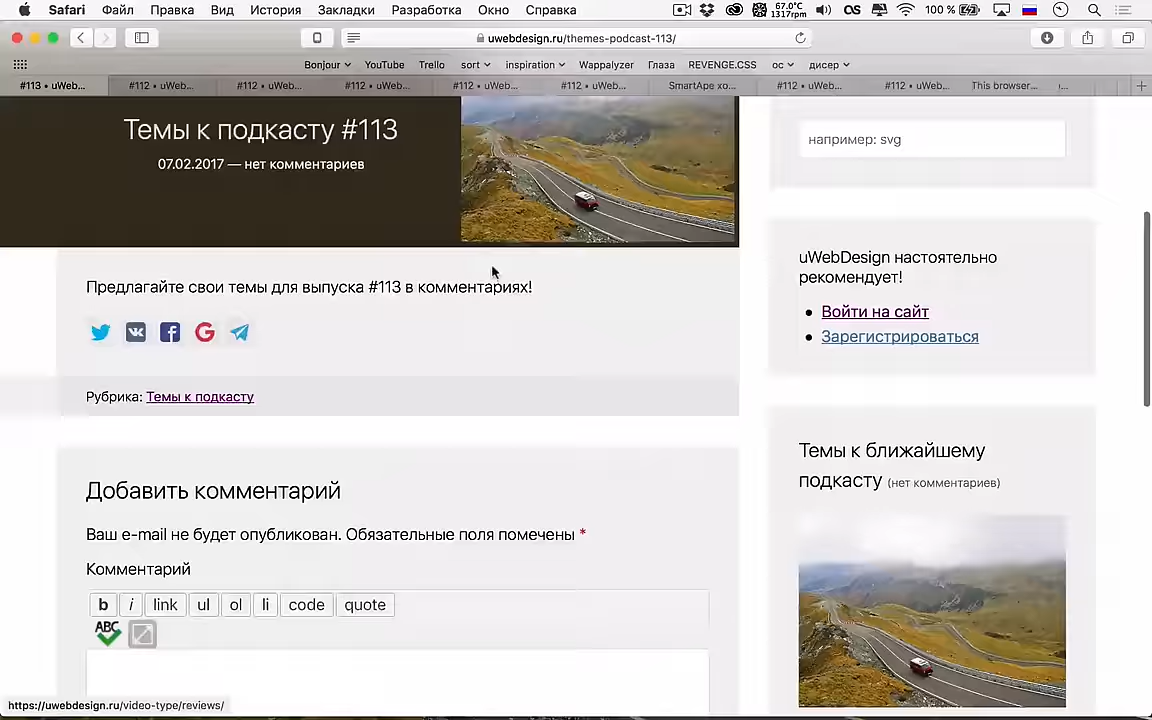 Safari Файл Правка Вид История Закладки Разработка Окно Справка 67.0°C 1317rpm 100 %
uwebdesign.ru/themes-podcast-113/
Bonjour YouTube Trello sort inspiration Wappalyzer Глаза REVENGE.CSS ос дисер
#113 • uWeb... #112 • uWeb... #112 • uWeb... #112 • uWeb... #112 • uWeb... #112 • uWeb... SmartApe хо... #112 • uWeb... #112 • uWeb... This browser...
Темы к подкасту #113
07.02.2017 — нет комментариев
например: svg
Предлагайте свои темы для выпуска #113 в комментариях!
Рубрика: Темы к подкасту
uWebDesign настоятельно
рекомендует!
Войти на сайт
Зарегистрироваться
Темы к ближайшему
подкасту (нет комментариев)
Добавить комментарий
Ваш e-mail не будет опубликован. Обязательные поля помечены *
Комментарий
b i link ul ol li code quote
ABC
https://uwebdesign.ru/video-type/reviews/